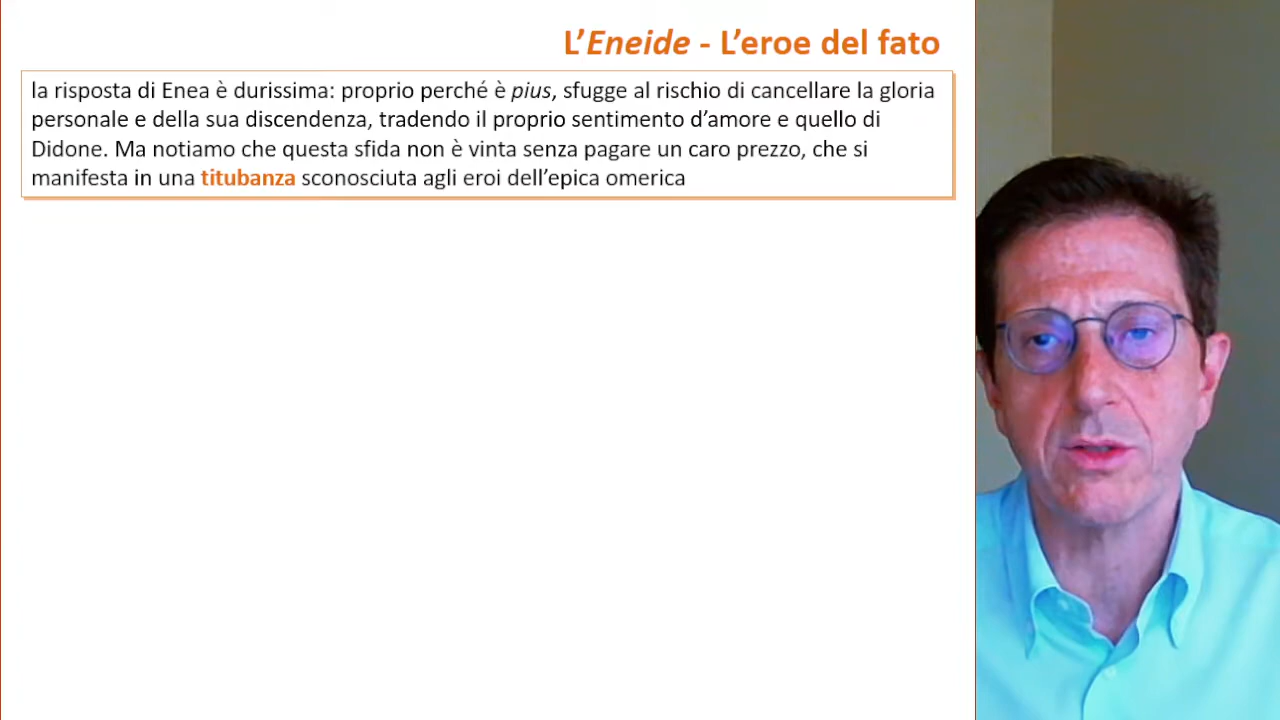 L’Eneide - L’eroe del fato
la risposta di Enea è durissima: proprio perché è pius, sfugge al rischio di cancellare la gloria
personale e della sua discendenza, tradendo il proprio sentimento d’amore e quello di
Didone. Ma notiamo che questa sfida non è vinta senza pagare un caro prezzo, che si
manifesta in una titubanza sconosciuta agli eroi dell’epica omerica